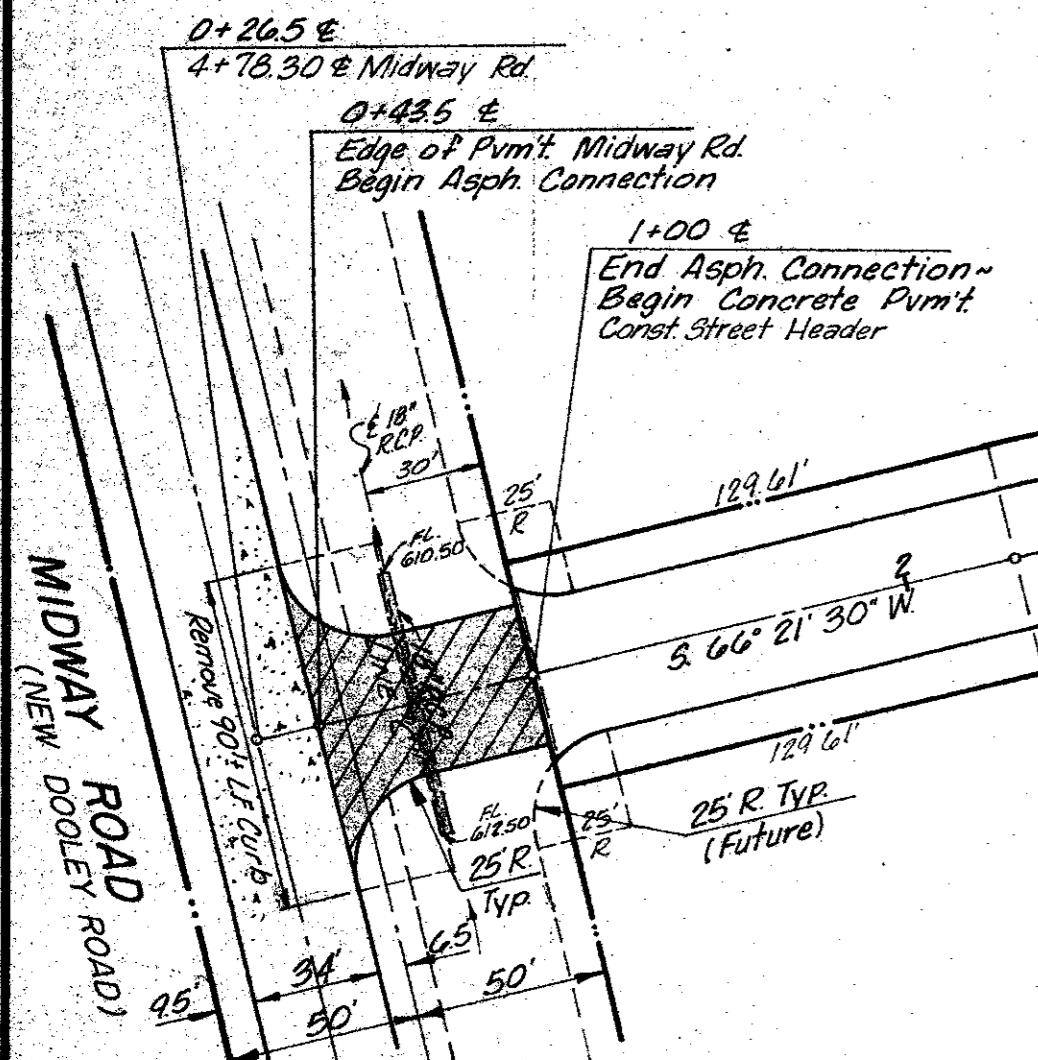 0+26.5 ℄
4+78.30 ℄ Midway Rd.
0+43.5 ℄
Edge of Pvm't. Midway Rd.
Begin Asph. Connection
1+00 ℄
End Asph. Connection~
Begin Concrete Pvm't.
Const. Street Header
℄ 18"
R.C.P.
30'
25'
R
129.61'
FL.
610.50
2
S. 66° 21' 30" W.
Remove 90'± LF Curb
MIDWAY ROAD
(NEW DOOLEY ROAD)
129.61'
FL
612.50
25'
R
25' R. Typ.
(Future)
25' R.
Typ.
6.5
34'
50'
50'
9.5'